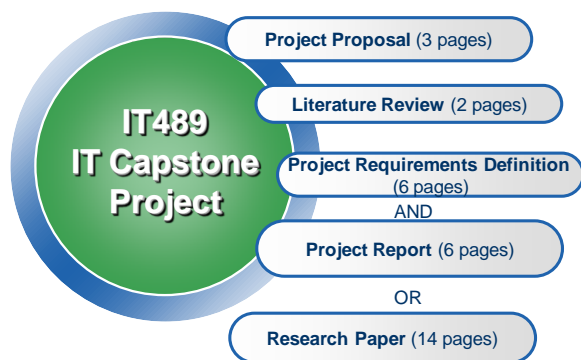 IT489
IT Capstone
Project
Project Proposal (3 pages)
Literature Review (2 pages)
Project Requirements Definition
(6 pages)
AND
Project Report (6 pages)
OR
Research Paper (14 pages)